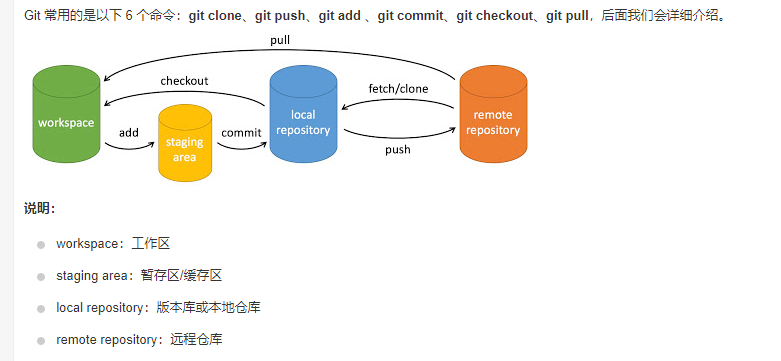 Git 常用的是以下 6 个命令：git clone、git push、git add 、git commit、git checkout、git pull，后面我们会详细介绍。
pull
checkout
fetch/clone
workspace
local
repository
remote
repository
add
commit
staging
area
push
说明：
workspace：工作区
staging area：暂存区/缓存区
local repository：版本库或本地仓库
remote repository：远程仓库